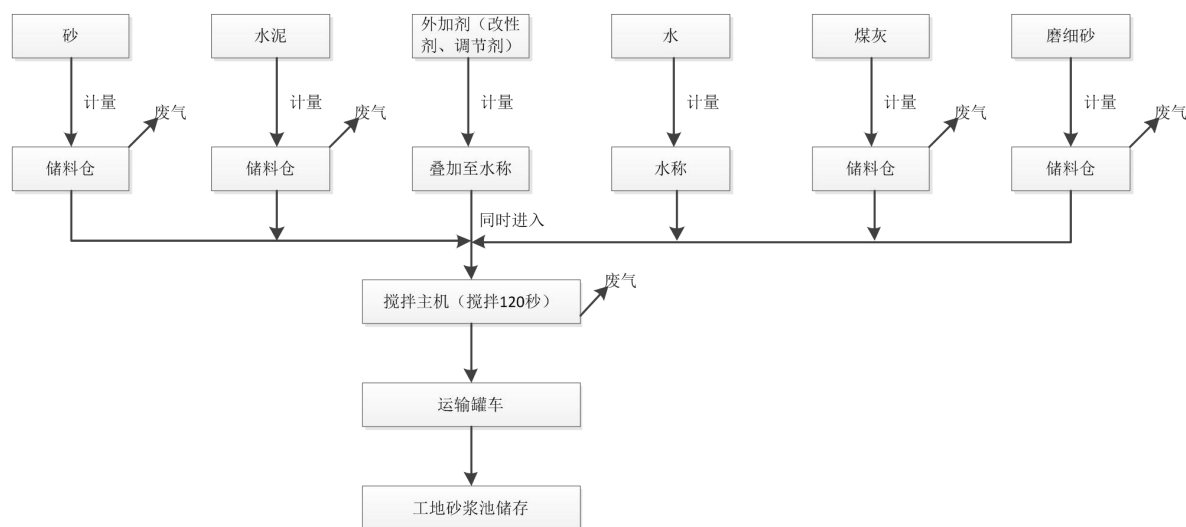 砂
水泥
外加剂（改性
剂、调节剂）
水
煤灰
磨细砂
计量
计量
计量
计量
计量
计量
废气
废气
废气
废气
储料仓
储料仓
叠加至水称
水称
储料仓
储料仓
同时进入
废气
搅拌主机（搅拌120秒）
运输罐车
工地砂浆池储存